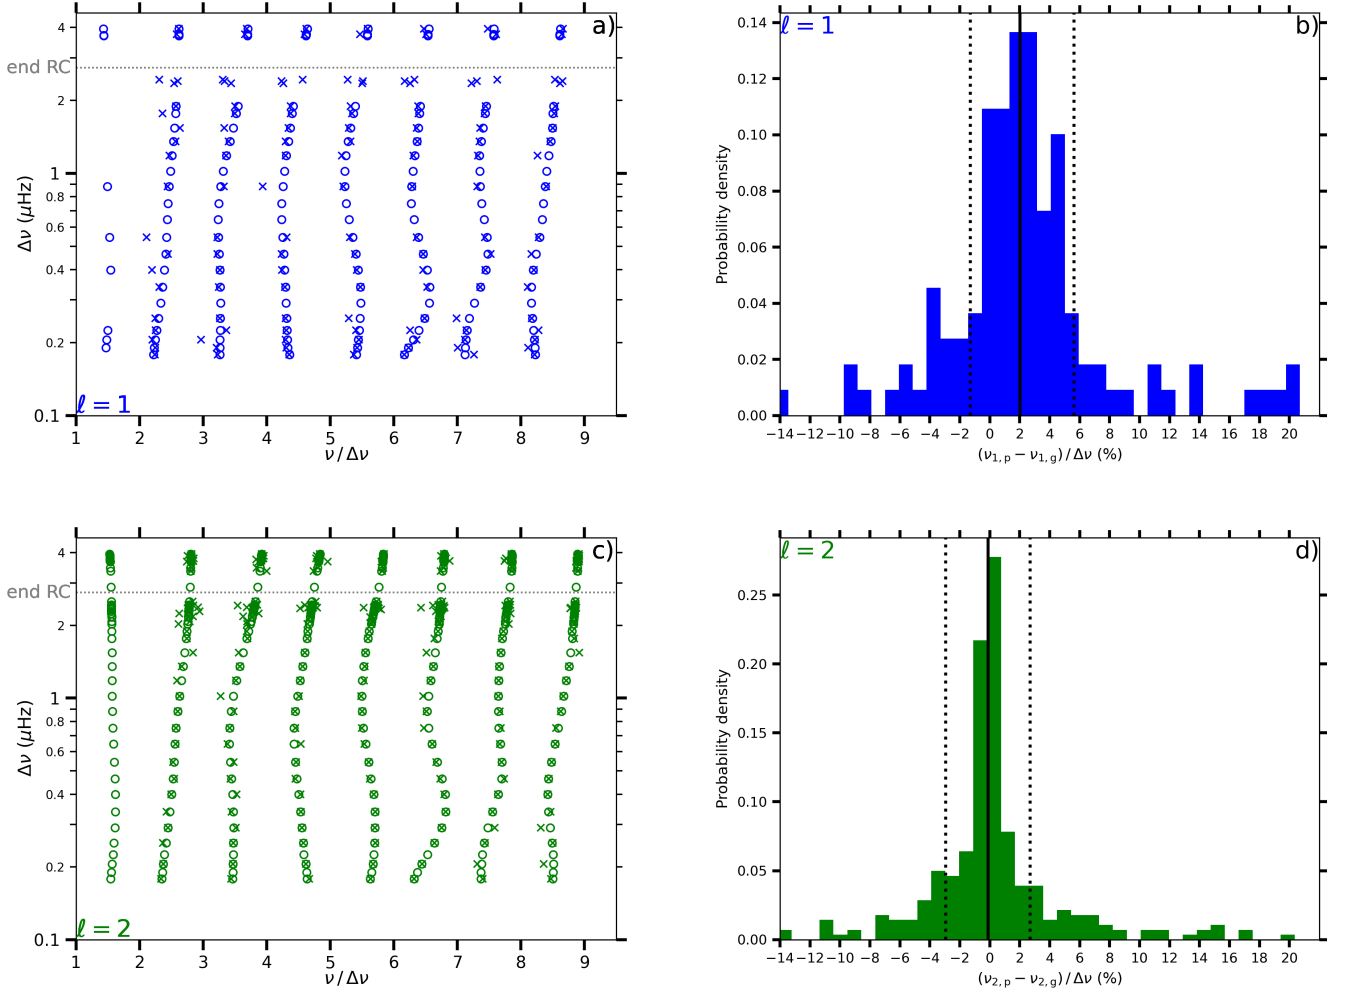 a)
4
end RC
2
1
0.8
0.6
0.4
0.2
0.1
Δν (μHz)
ℓ = 1
1 2 3 4 5 6 7 8 9
ν / Δν
b)
ℓ = 1
0.14
0.12
0.10
0.08
0.06
0.04
0.02
0.00
Probability density
−14 −12 −10 −8 −6 −4 −2 0 2 4 6 8 10 12 14 16 18 20
(ν1,p − ν1,g) / Δν (%)
c)
4
end RC
2
1
0.8
0.6
0.4
0.2
0.1
Δν (μHz)
ℓ = 2
1 2 3 4 5 6 7 8 9
ν / Δν
d)
ℓ = 2
0.25
0.20
0.15
0.10
0.05
0.00
Probability density
−14 −12 −10 −8 −6 −4 −2 0 2 4 6 8 10 12 14 16 18 20
(ν2,p − ν2,g) / Δν (%)